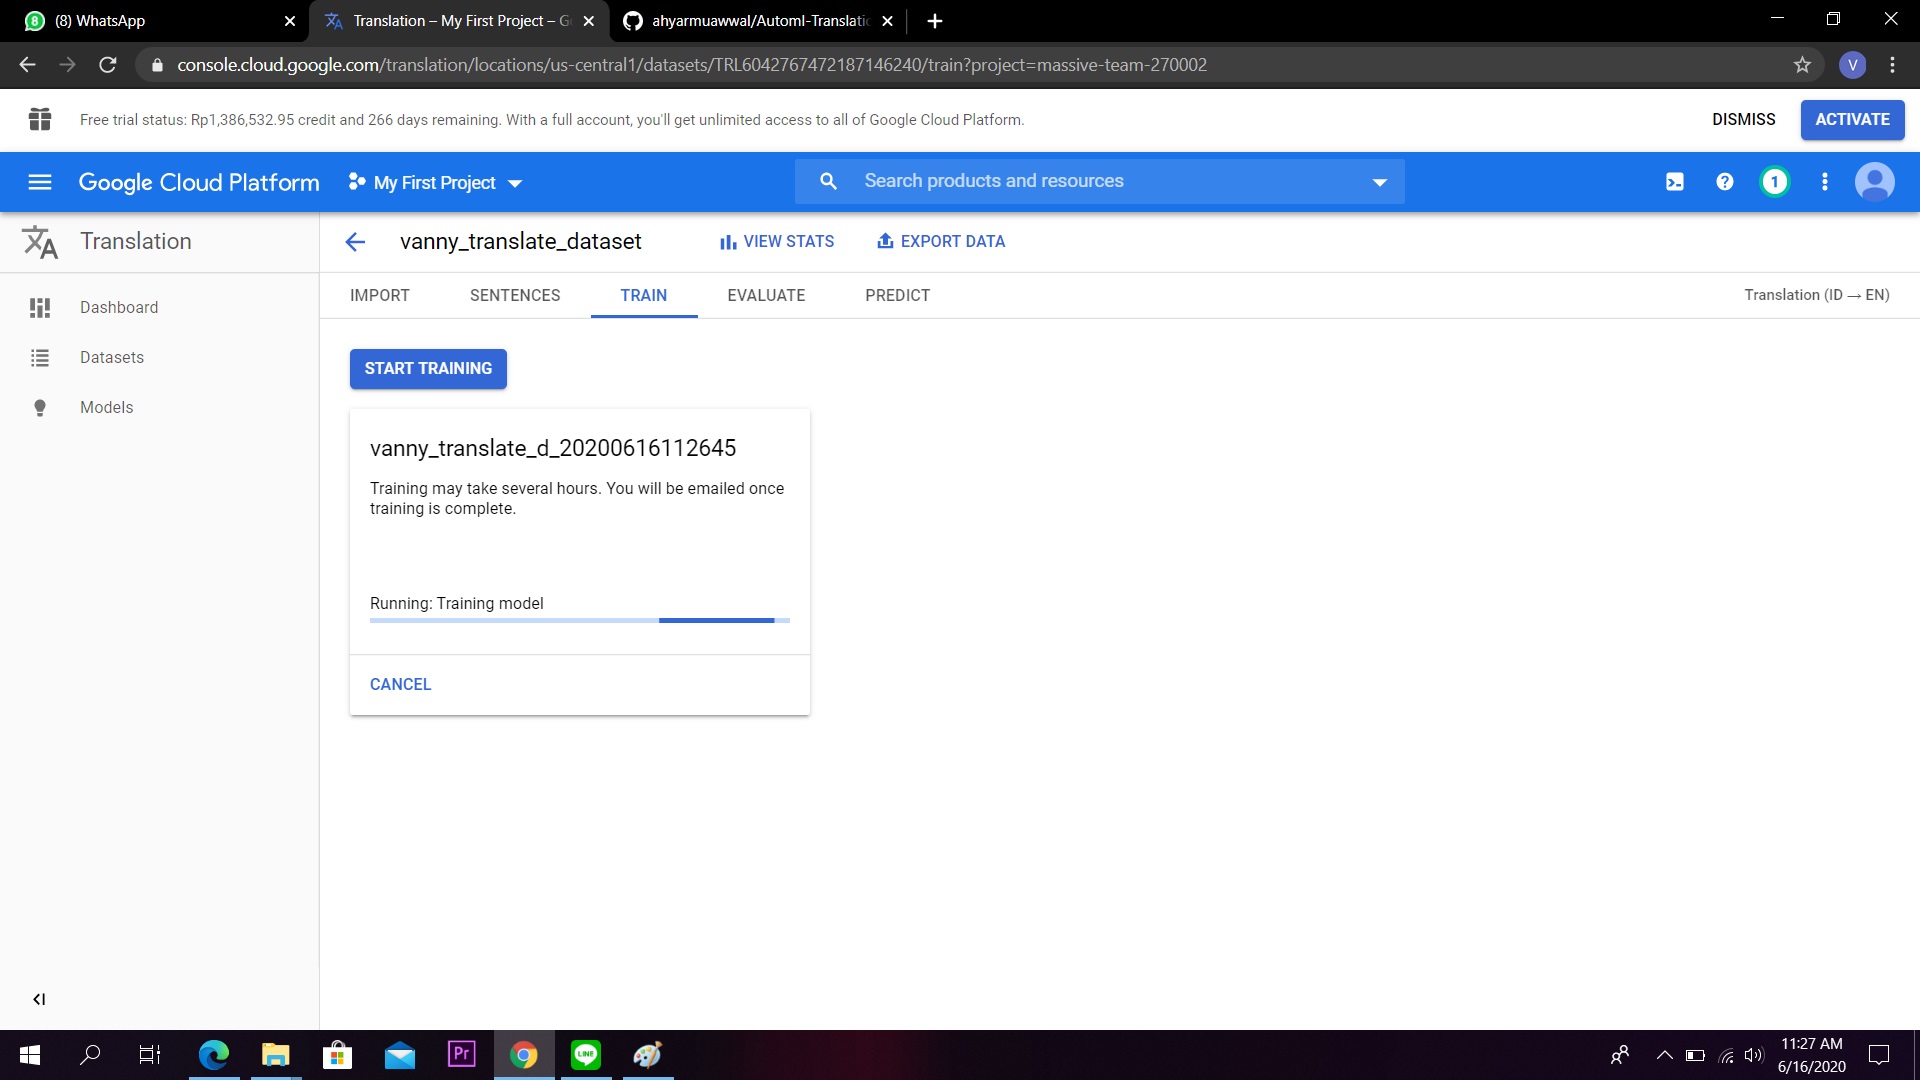 (8) WhatsApp
Translation – My First Project – G
ahyarmuawwal/Automl-Translatio
console.cloud.google.com/translation/locations/us-central1/datasets/TRL6042767472187146240/train?project=massive-team-270002
V
Free trial status: Rp1,386,532.95 credit and 266 days remaining. With a full account, you'll get unlimited access to all of Google Cloud Platform.
DISMISS
ACTIVATE
Google Cloud Platform
My First Project
Search products and resources
1
Translation
vanny_translate_dataset
VIEW STATS
EXPORT DATA
IMPORT
SENTENCES
TRAIN
EVALUATE
PREDICT
Translation (ID → EN)
Dashboard
Datasets
Models
START TRAINING
vanny_translate_d_20200616112645
Training may take several hours. You will be emailed once
training is complete.
Running: Training model
CANCEL
Pr
LINE
11:27 AM
6/16/2020